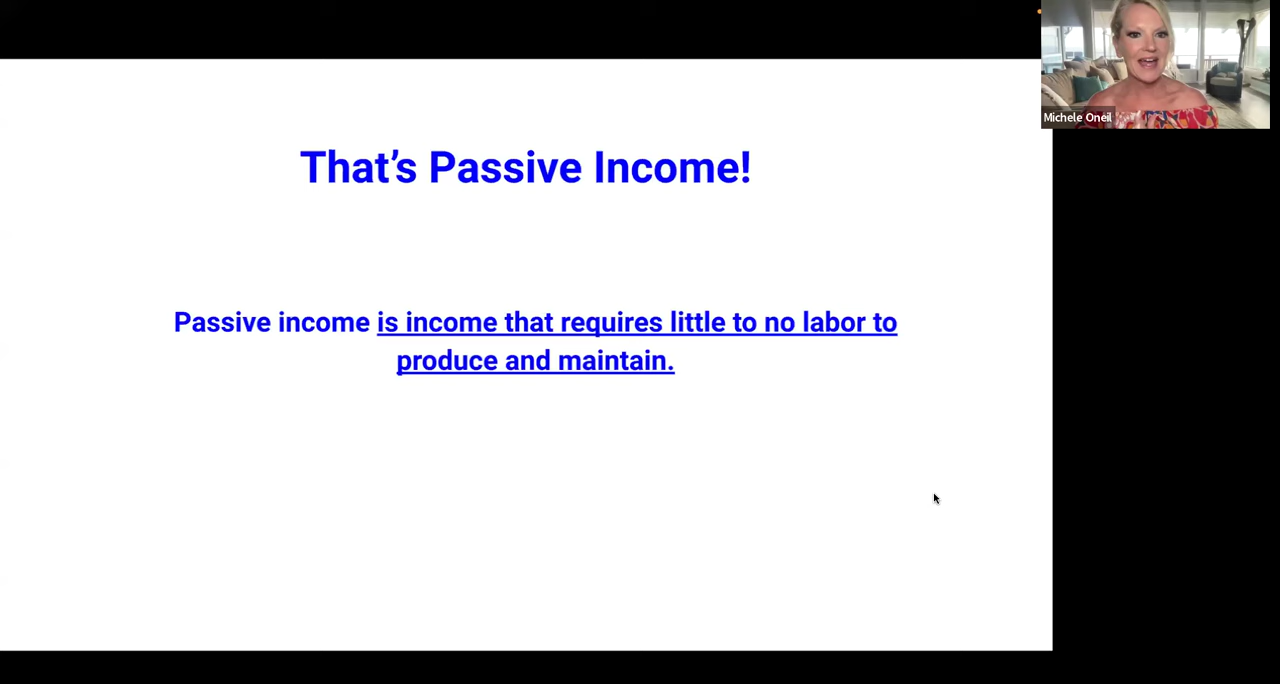 That’s Passive Income!
Passive income is income that requires little to no labor to
produce and maintain.
Michele Oneil